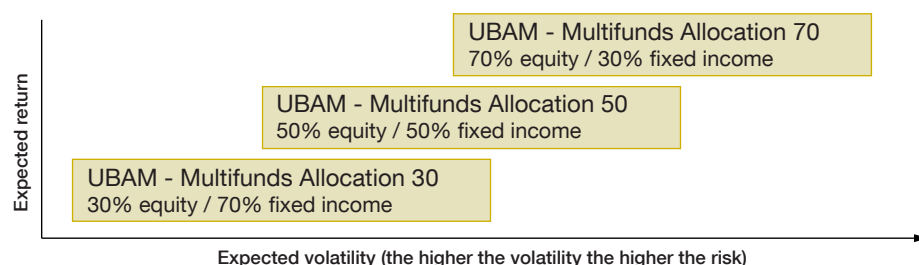 UBAM - Multifunds Allocation 70
70% equity / 30% fixed income
UBAM - Multifunds Allocation 50
50% equity / 50% fixed income
UBAM - Multifunds Allocation 30
30% equity / 70% fixed income
Expected return
Expected volatility (the higher the volatility the higher the risk)